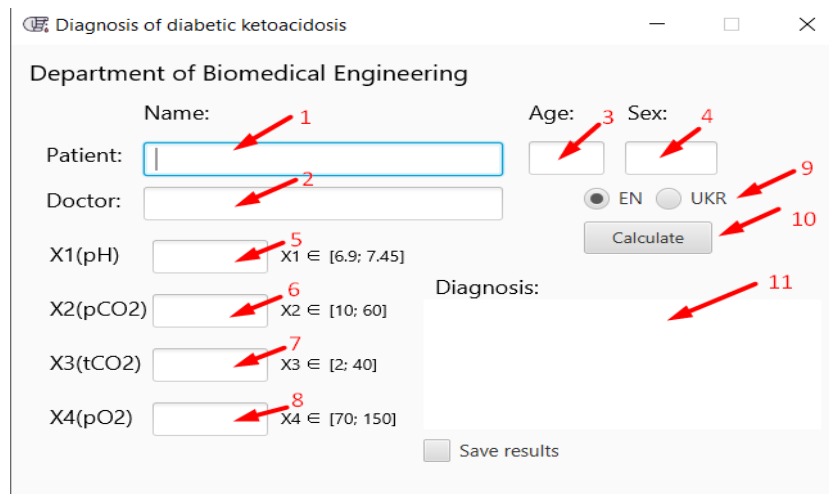 Diagnosis of diabetic ketoacidosis
Department of Biomedical Engineering
Name: 1 Age: 3 Sex: 4
Patient:
2
Doctor: EN UKR 9
Calculate 10
X1(pH) 5 X1 ∈ [6.9; 7.45]
Diagnosis: 11
X2(pCO2) 6 X2 ∈ [10; 60]
X3(tCO2) 7 X3 ∈ [2; 40]
X4(pO2) 8 X4 ∈ [70; 150]
Save results